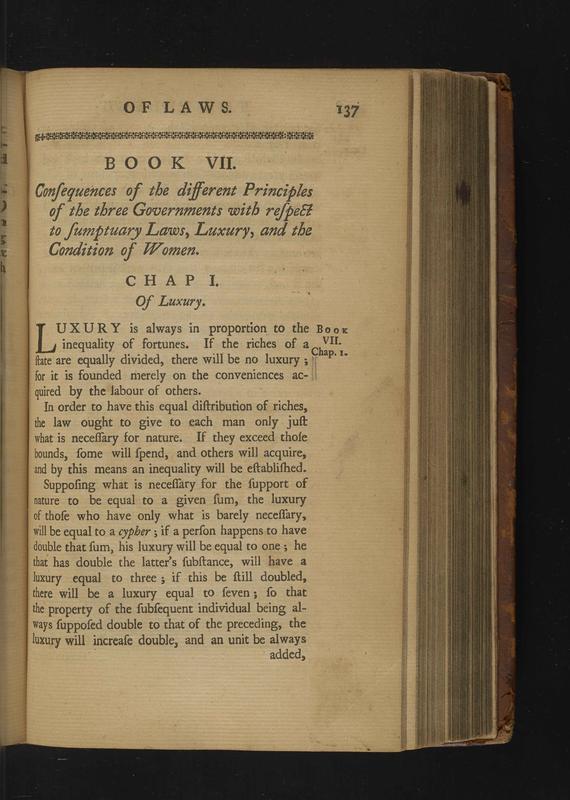 OF LAWS. 137
BOOK VII.
Conſequences of the different Principles
of the three Governments with reſpect
to ſumptuary Laws, Luxury, and the
Condition of Women.
CHAP I.
Of Luxury.
LUXURY is always in proportion to the
inequality of fortunes. If the riches of a
ſtate are equally divided, there will be no luxury ;
for it is founded merely on the conveniences ac-
quired by the labour of others.
Book
VII.
Chap. 1.
In order to have this equal diſtribution of riches,
the law ought to give to each man only juſt
what is neceſſary for nature. If they exceed thoſe
bounds, ſome will ſpend, and others will acquire,
and by this means an inequality will be eſtabliſhed.
Suppoſing what is neceſſary for the ſupport of
nature to be equal to a given ſum, the luxury
of thoſe who have only what is barely neceſſary,
will be equal to a cypher ; if a perſon happens to have
double that ſum, his luxury will be equal to one ; he
that has double the latter's ſubſtance, will have a
luxury equal to three ; if this be ſtill doubled,
there will be a luxury equal to ſeven ; ſo that
the property of the ſubſequent individual being al-
ways ſuppoſed double to that of the preceding, the
luxury will increaſe double, and an unit be always
added,